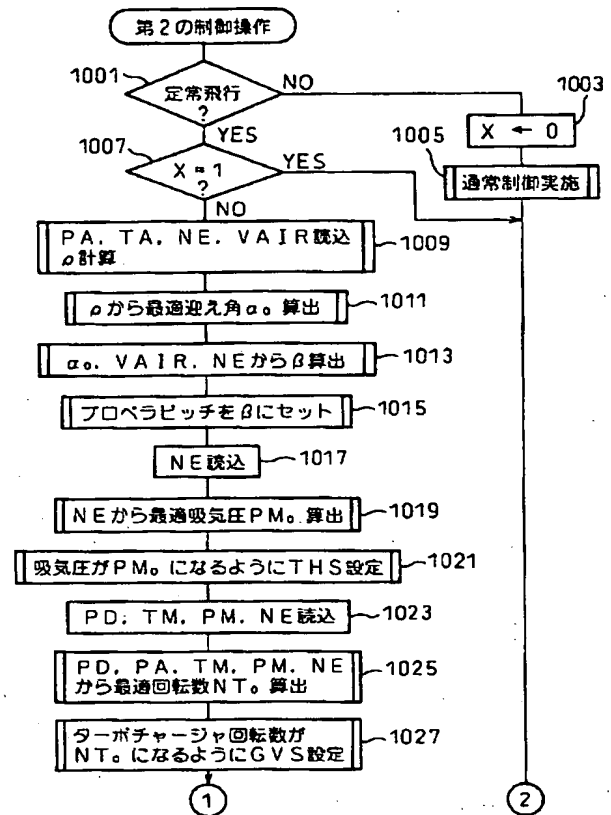 第2の制御操作
1001
定常飛行
?
NO
1003
X ← 0
YES
1005
通常制御実施
1007
X = 1
?
YES
NO
PA, TA, NE, VAIR読込
ρ計算
1009
ρから最適迎え角α₀ 算出
1011
α₀, VAIR, NEからβ算出
1013
プロペラピッチをβにセット
1015
NE読込
1017
NEから最適吸気圧PM₀ 算出
1019
吸気圧がPM₀ になるようにTHS設定
1021
PD, TM, PM, NE読込
1023
PD, PA, TM, PM, NE
から最適回転数NT₀ 算出
1025
ターボチャージャ回転数が
NT₀ になるようにGVS設定
1027
1
2